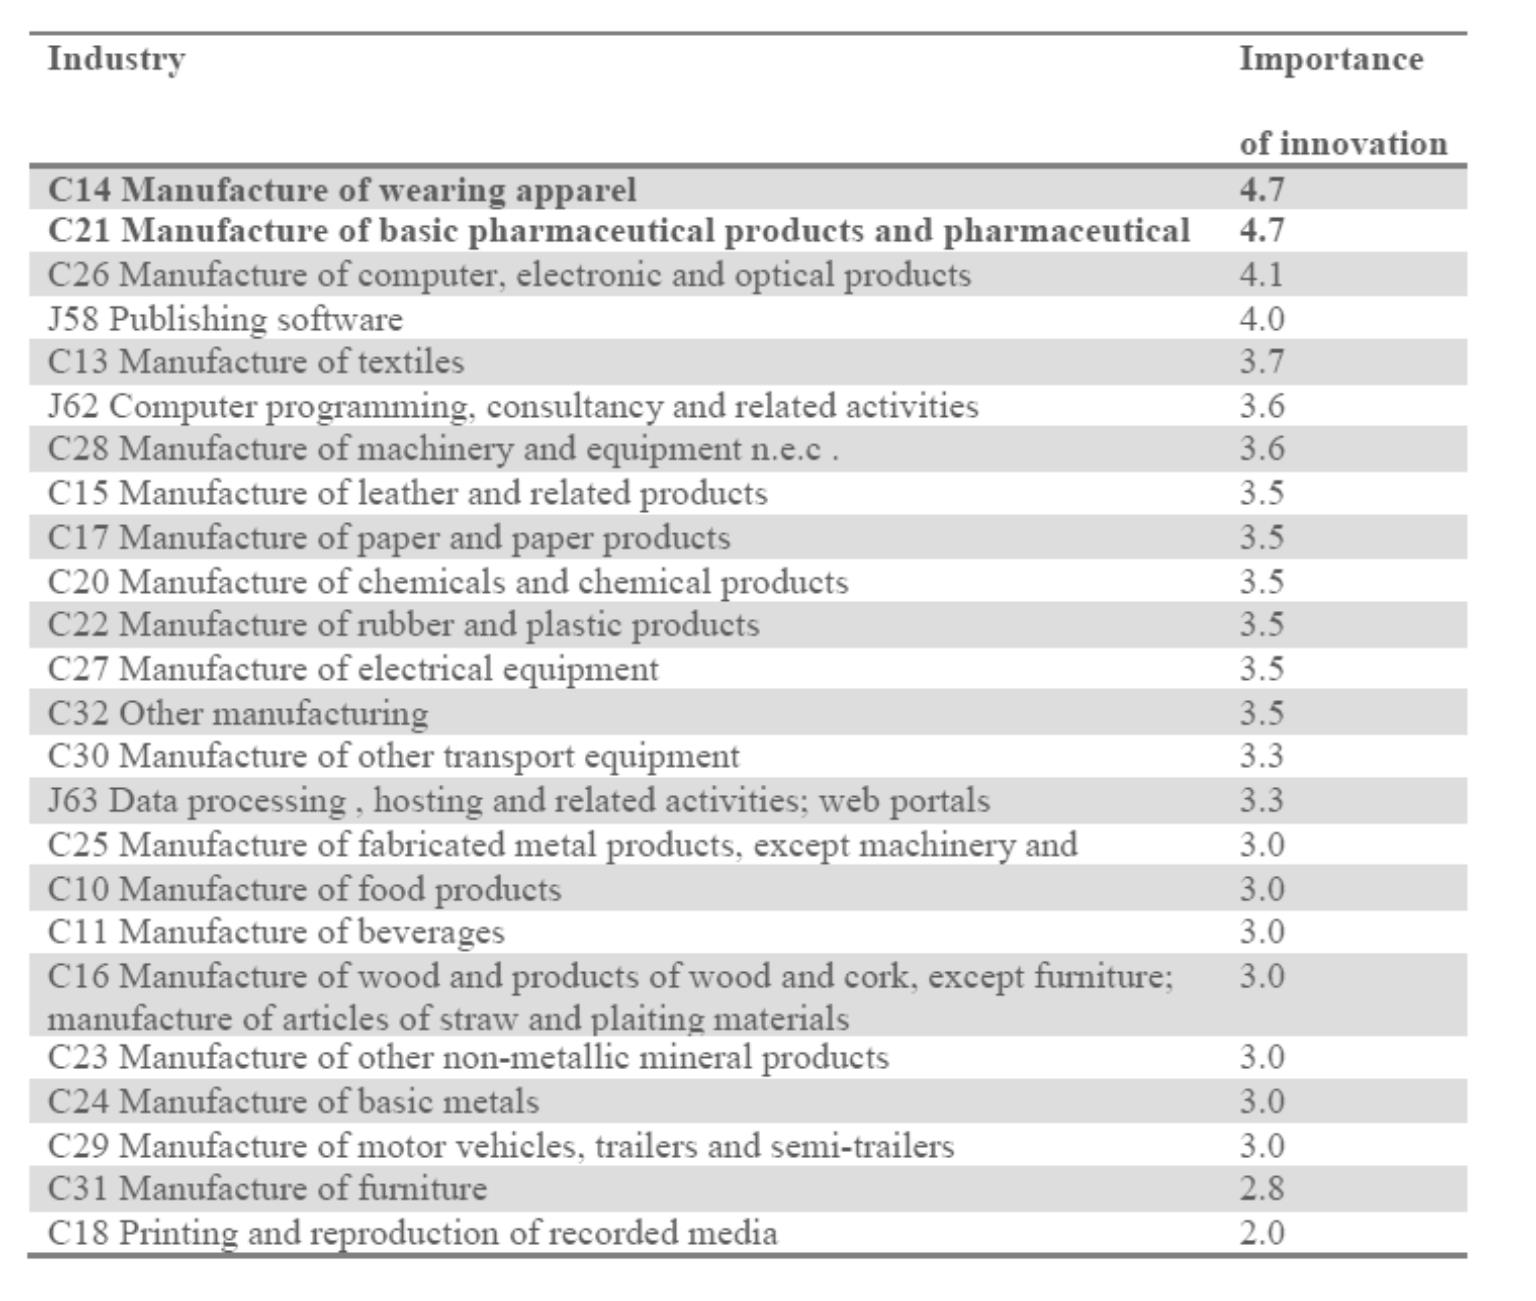 Industry Importance
of innovation
C14 Manufacture of wearing apparel 4.7
C21 Manufacture of basic pharmaceutical products and pharmaceutical 4.7
C26 Manufacture of computer, electronic and optical products 4.1
J58 Publishing software 4.0
C13 Manufacture of textiles 3.7
J62 Computer programming, consultancy and related activities 3.6
C28 Manufacture of machinery and equipment n.e.c . 3.6
C15 Manufacture of leather and related products 3.5
C17 Manufacture of paper and paper products 3.5
C20 Manufacture of chemicals and chemical products 3.5
C22 Manufacture of rubber and plastic products 3.5
C27 Manufacture of electrical equipment 3.5
C32 Other manufacturing 3.5
C30 Manufacture of other transport equipment 3.3
J63 Data processing , hosting and related activities; web portals 3.3
C25 Manufacture of fabricated metal products, except machinery and 3.0
C10 Manufacture of food products 3.0
C11 Manufacture of beverages 3.0
C16 Manufacture of wood and products of wood and cork, except furniture; 3.0
manufacture of articles of straw and plaiting materials
C23 Manufacture of other non-metallic mineral products 3.0
C24 Manufacture of basic metals 3.0
C29 Manufacture of motor vehicles, trailers and semi-trailers 3.0
C31 Manufacture of furniture 2.8
C18 Printing and reproduction of recorded media 2.0